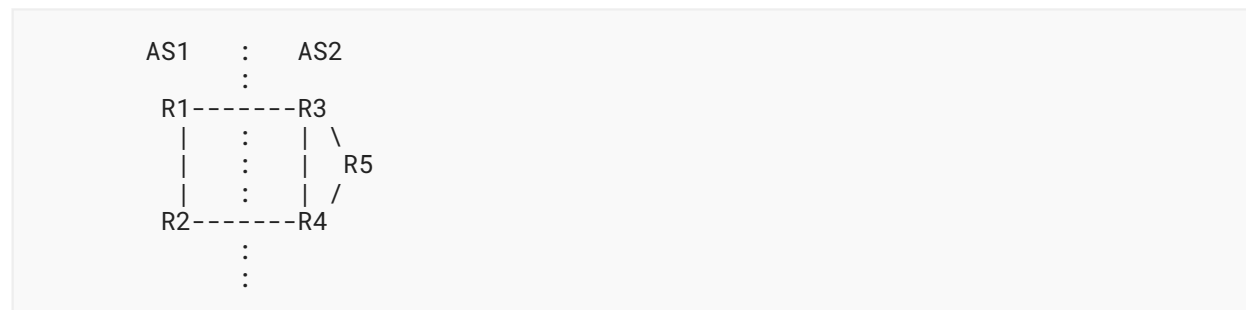 AS1   :   AS2
      :
 R1-------R3
  |    :    | \
  |    :    |  R5
  |    :    | /
 R2-------R4
      :
      :